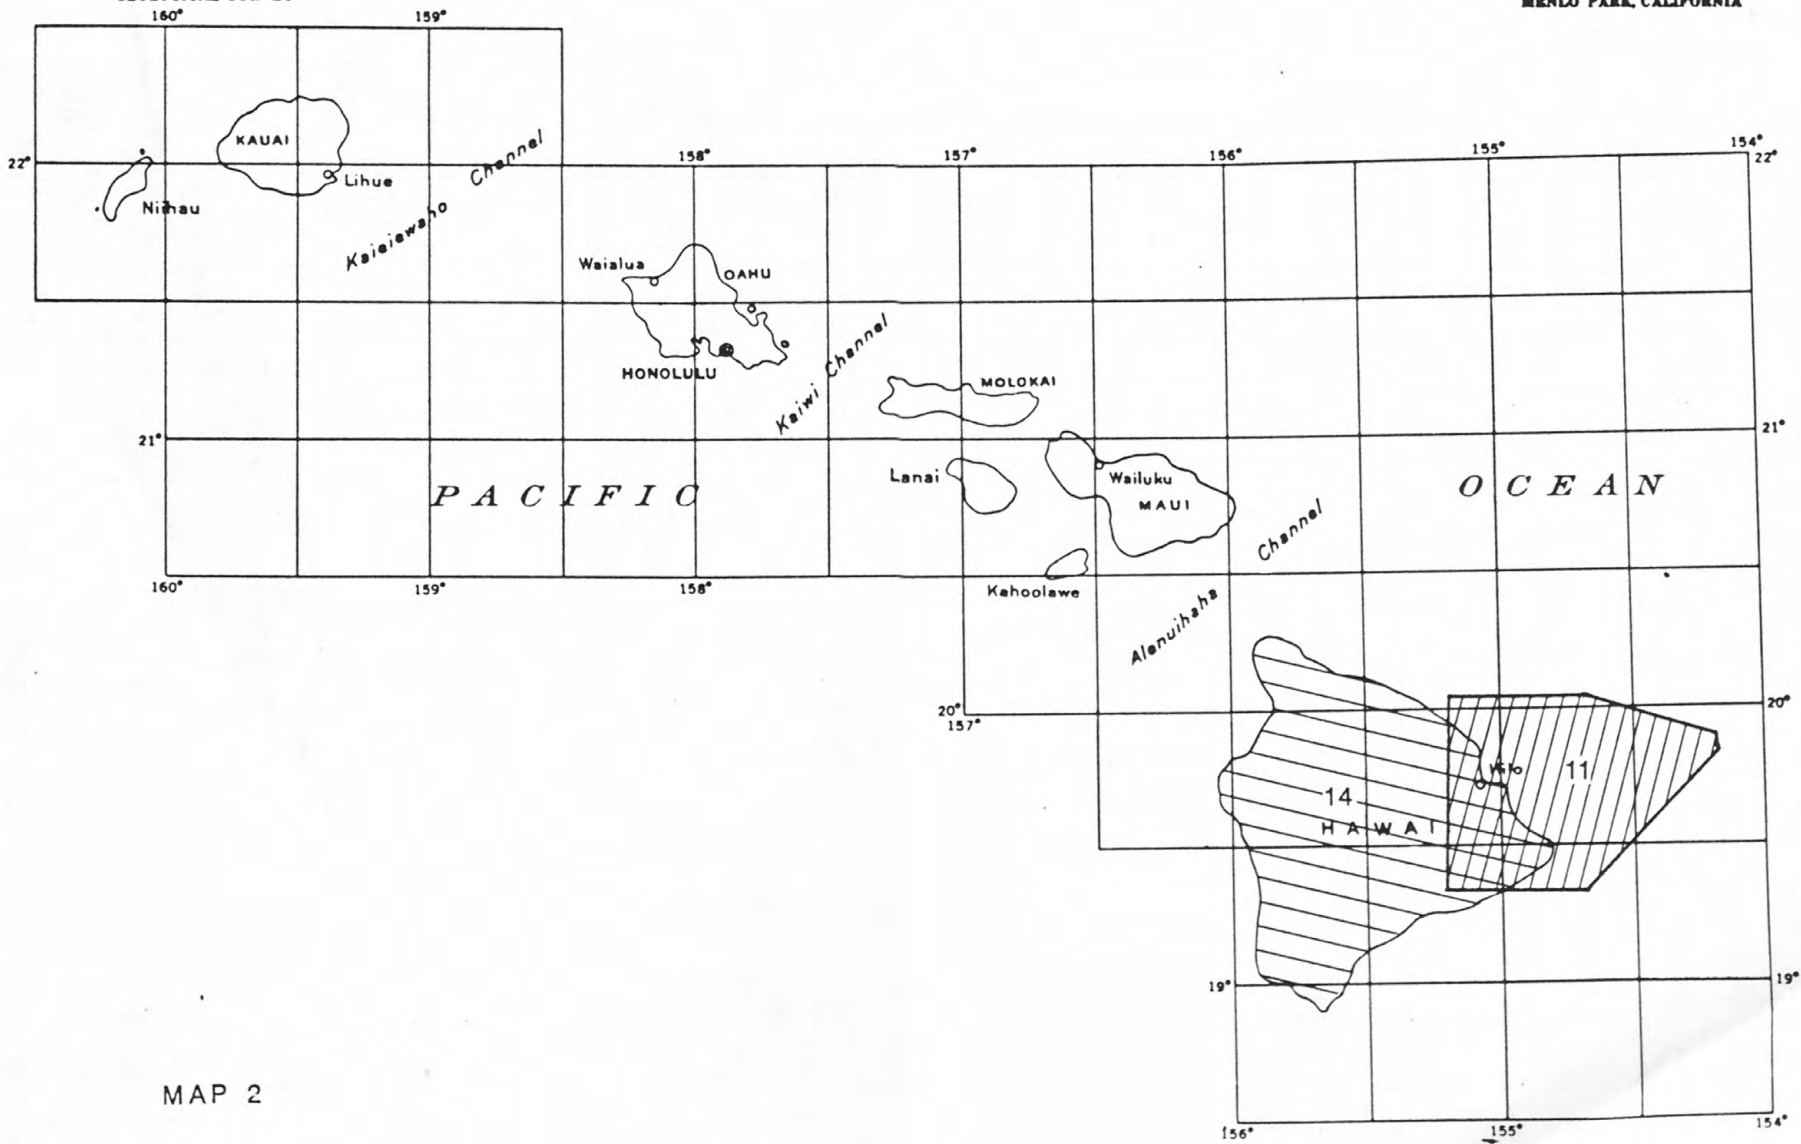 MENLO PARK, CALIFORNIA
160° 159°
KAUAI
22° Lihue
Niihau
Kaieiewaho Channel
158° 157° 156° 155° 154°
22°
Waialua OAHU
HONOLULU
Kaiwi Channel
MOLOKAI
21° 21°
Lanai
Wailuku
MAUI
PACIFIC OCEAN
160° 159° 158°
Kahoolawe
Alenuihaha Channel
20° 20°
157°
11
14
HAWAI
19° 19°
MAP 2
156° 155° 154°